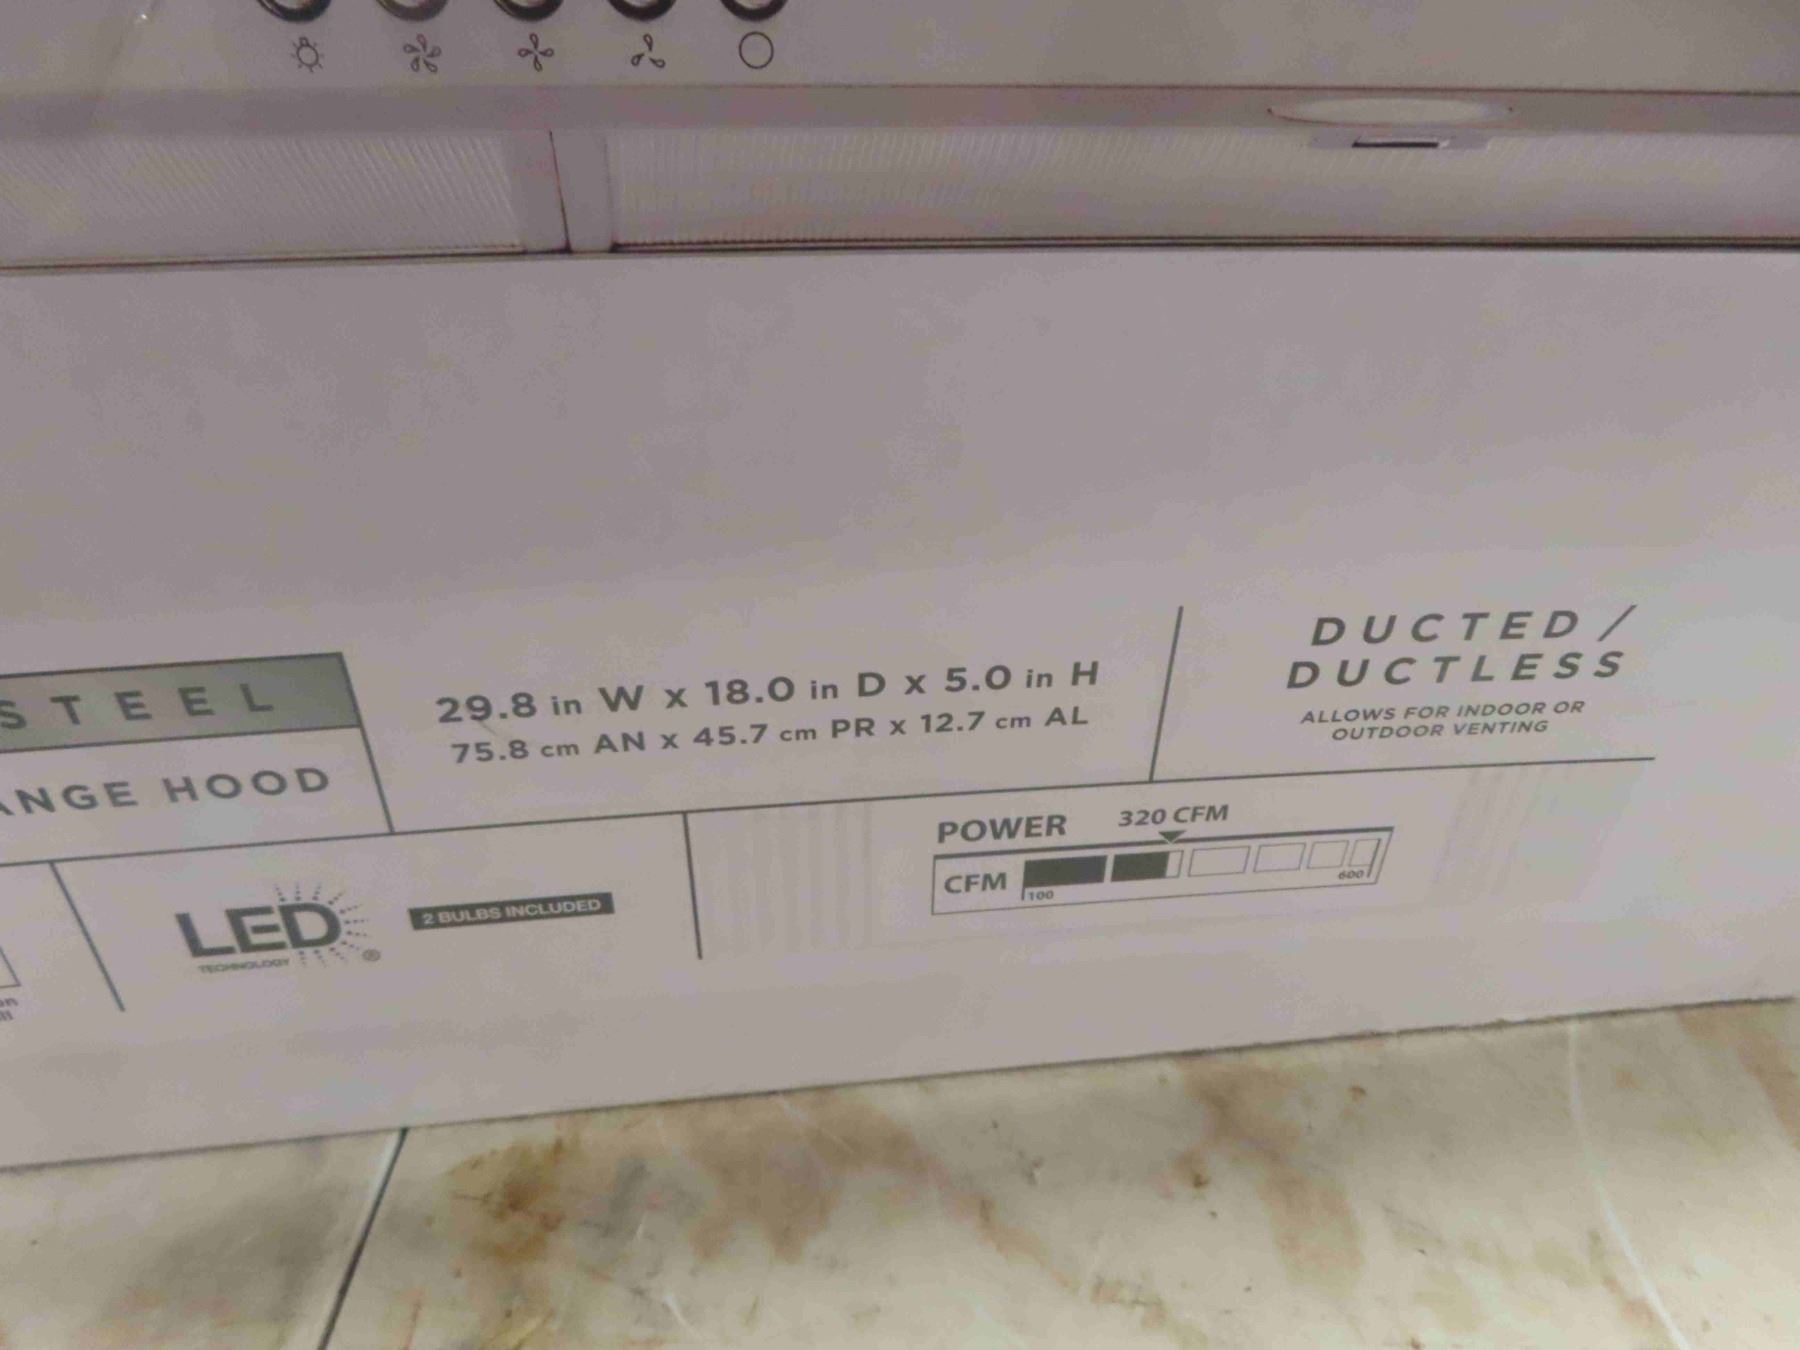 STEEL
ANGE HOOD
29.8 in W x 18.0 in D x 5.0 in H
75.8 cm AN x 45.7 cm PR x 12.7 cm AL
DUCTED /
DUCTLESS
ALLOWS FOR INDOOR OR
OUTDOOR VENTING
LED
TECHNOLOGY ®
2 BULBS INCLUDED
POWER 320 CFM
CFM
100 600